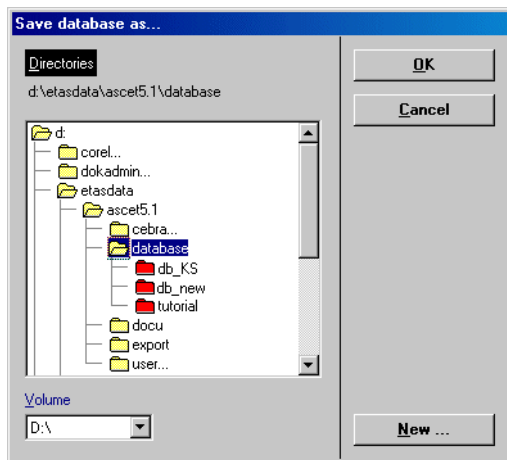 Save database as...
Directories
d:\etasdata\ascet5.1\database
d:
corel...
dokadmin...
etasdata
ascet5.1
cebra...
database
db_KS
db_new
tutorial
docu
export
user...
Volume
D:\
OK
Cancel
New ...